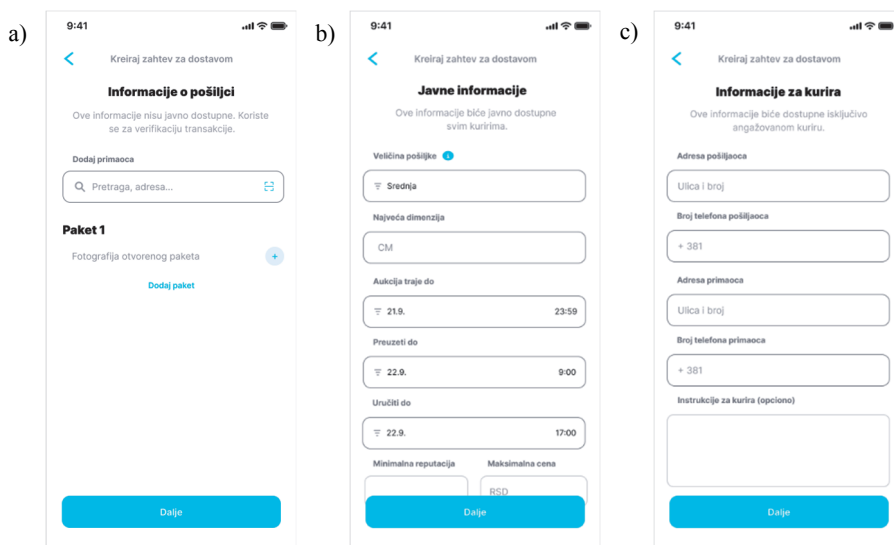 a)
9:41
Kreiraj zahtev za dostavom
Informacije o pošiljci
Ove informacije nisu javno dostupne. Koriste
se za verifikaciju transakcije.
Dodaj primaoca
Pretraga, adresa...
Paket 1
Fotografija otvorenog paketa
+
Dodaj paket
Dalje
b)
9:41
Kreiraj zahtev za dostavom
Javne informacije
Ove informacije biće javno dostupne
svim kuririma.
Veličina pošiljke i
Srednja
Najveća dimenzija
CM
Aukcija traje do
21.9. 23:59
Preuzeti do
22.9. 9:00
Uručiti do
22.9. 17:00
Minimalna reputacija Maksimalna cena
RSD
Dalje
c)
9:41
Kreiraj zahtev za dostavom
Informacije za kurira
Ove informacije biće dostupne isključivo
angažovanom kuriru.
Adresa pošiljaoca
Ulica i broj
Broj telefona pošiljaoca
+ 381
Adresa primaoca
Ulica i broj
Broj telefona primaoca
+ 381
Instrukcije za kurira (opciono)
Dalje